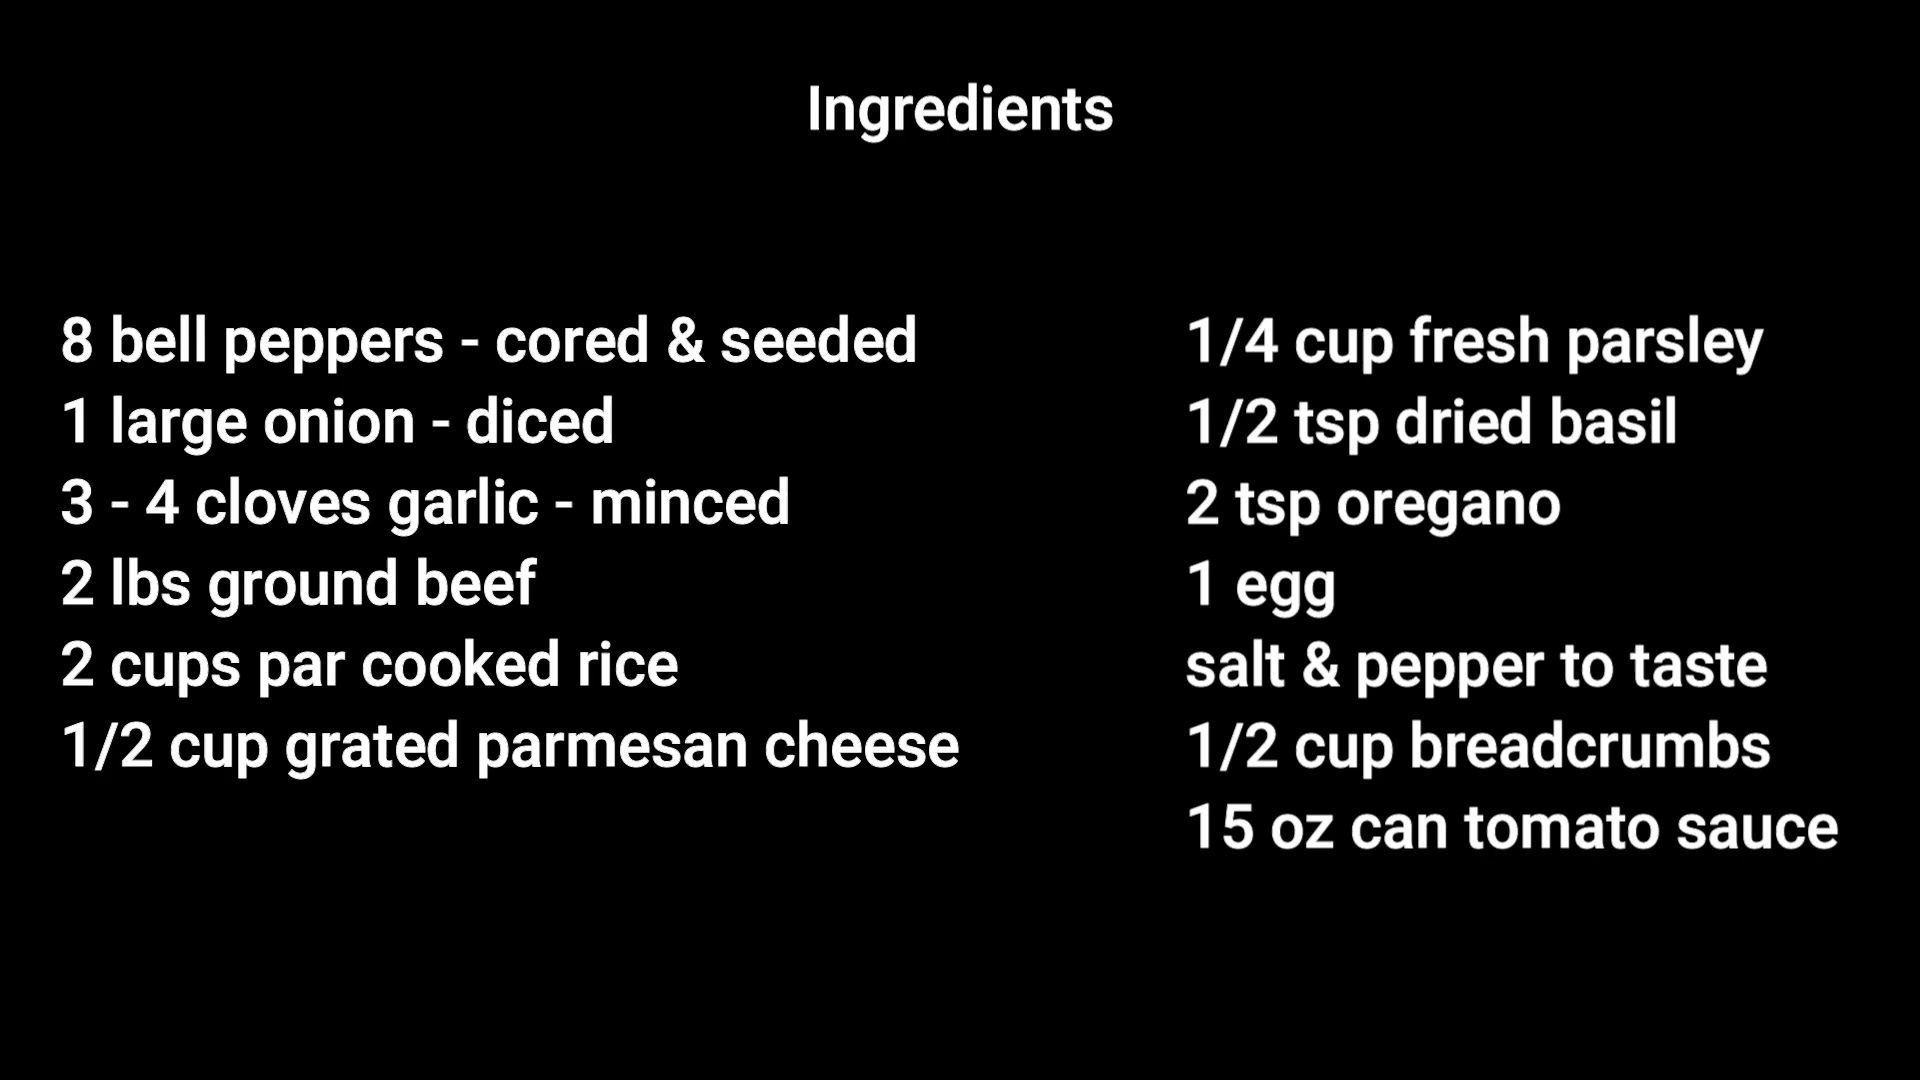 Ingredients
8 bell peppers - cored & seeded
1 large onion - diced
3 - 4 cloves garlic - minced
2 lbs ground beef
2 cups par cooked rice
1/2 cup grated parmesan cheese
1/4 cup fresh parsley
1/2 tsp dried basil
2 tsp oregano
1 egg
salt & pepper to taste
1/2 cup breadcrumbs
15 oz can tomato sauce